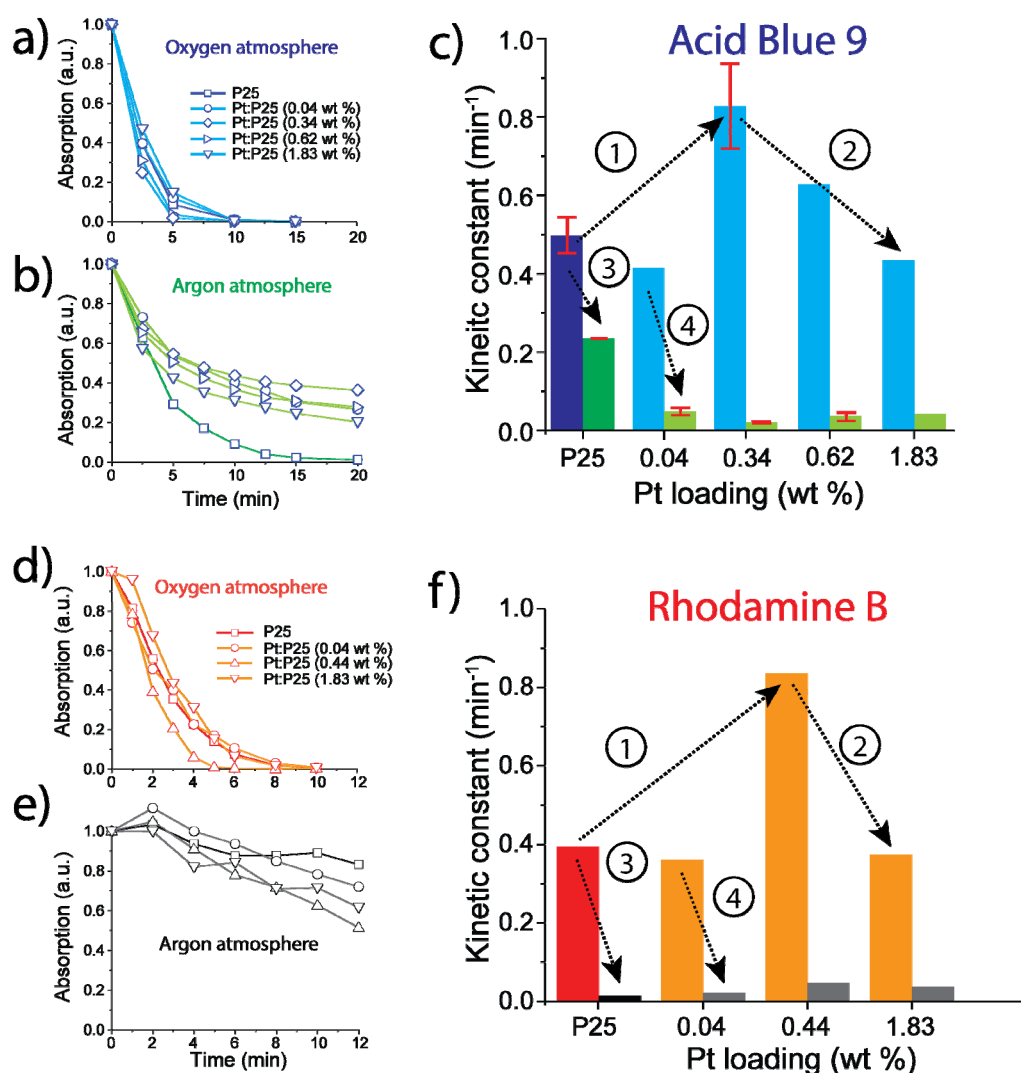 a)
Oxygen atmosphere
P25
Pt:P25 (0.04 wt %)
Pt:P25 (0.34 wt %)
Pt:P25 (0.62 wt %)
Pt:P25 (1.83 wt %)
Absorption (a.u.)
1.0
0.8
0.6
0.4
0.2
0.0
0 5 10 15 20
b)
Argon atmosphere
Absorption (a.u.)
1.0
0.8
0.6
0.4
0.2
0.0
0 5 10 15 20
Time (min)
c)
Acid Blue 9
Kineitc constant (min-1)
1.0
0.8
0.6
0.4
0.2
0.0
1
2
3
4
P25 0.04 0.34 0.62 1.83
Pt loading (wt %)
d)
Oxygen atmosphere
P25
Pt:P25 (0.04 wt %)
Pt:P25 (0.44 wt %)
Pt:P25 (1.83 wt %)
Absorption (a.u.)
1.0
0.8
0.6
0.4
0.2
0.0
0 2 4 6 8 10 12
e)
Argon atmosphere
Absorption (a.u.)
1.0
0.8
0.6
0.4
0.2
0.0
0 2 4 6 8 10 12
Time (min)
f)
Rhodamine B
Kinetic constant (min-1)
1.0
0.8
0.6
0.4
0.2
0.0
1
2
3
4
P25 0.04 0.44 1.83
Pt loading (wt %)